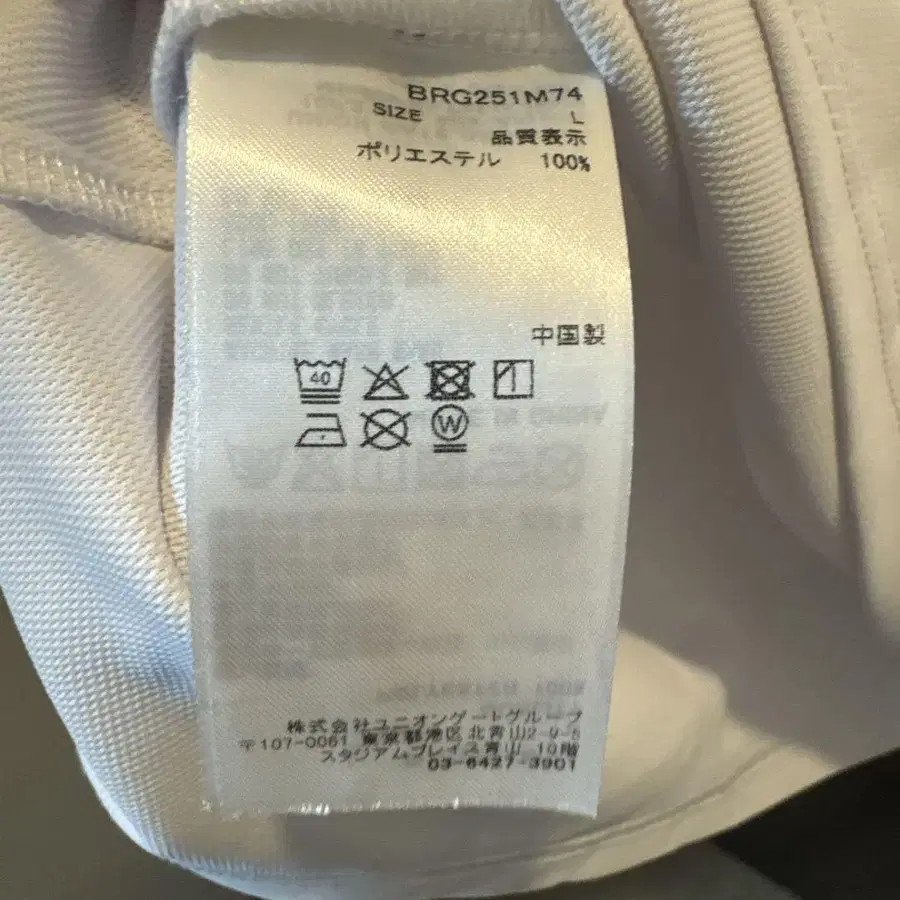 BRG251M74
SIZE L
品質表示
ポリエステル 100%
中国製
40
W
株式会社ユニオンゲートグループ
〒107-0061 東京都港区北青山2-9-5
スタジアムプレイス青山 10階
03-6427-3901